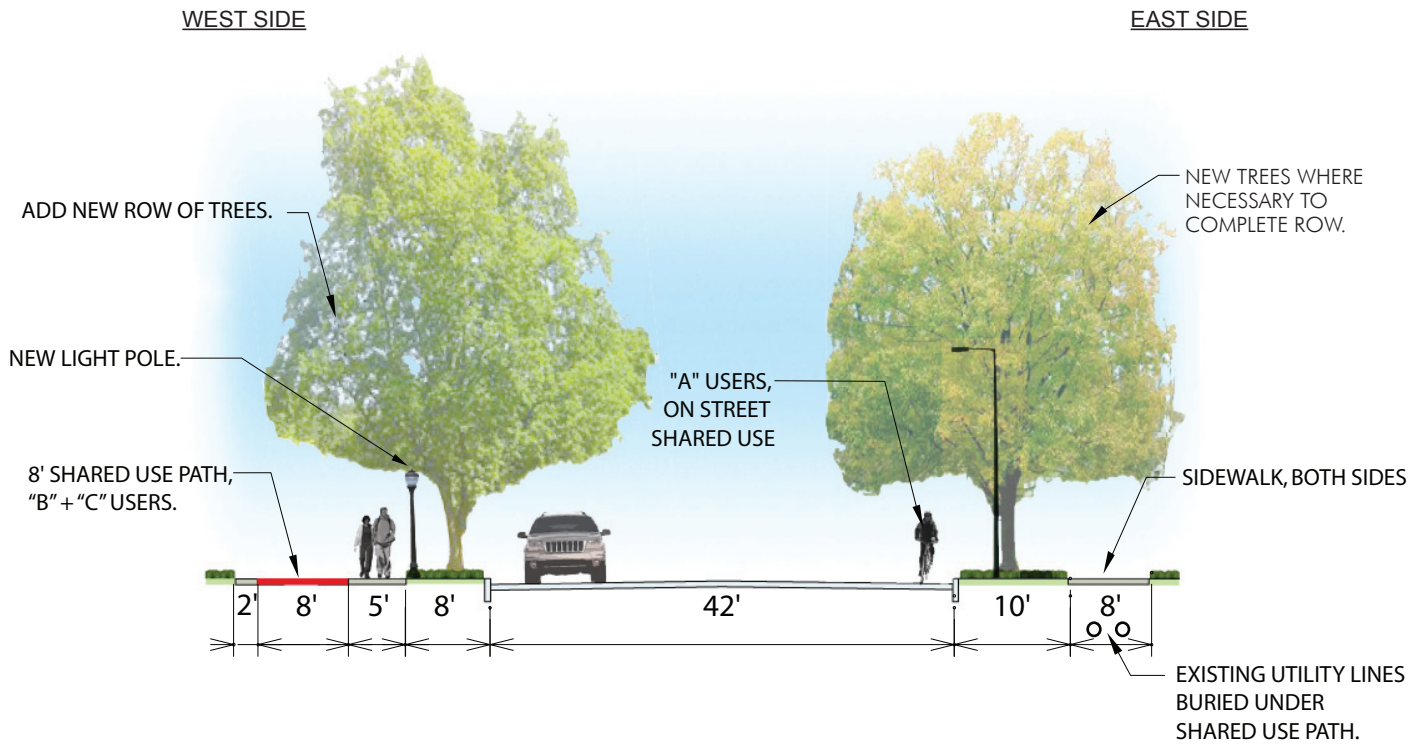 WEST SIDE
EAST SIDE
ADD NEW ROW OF TREES.
NEW LIGHT POLE.
8' SHARED USE PATH,
“B” + “C” USERS.
"A" USERS,
ON STREET
SHARED USE
NEW TREES WHERE
NECESSARY TO
COMPLETE ROW.
SIDEWALK, BOTH SIDES
2' 8' 5' 8' 42' 10' 8'
EXISTING UTILITY LINES
BURIED UNDER
SHARED USE PATH.